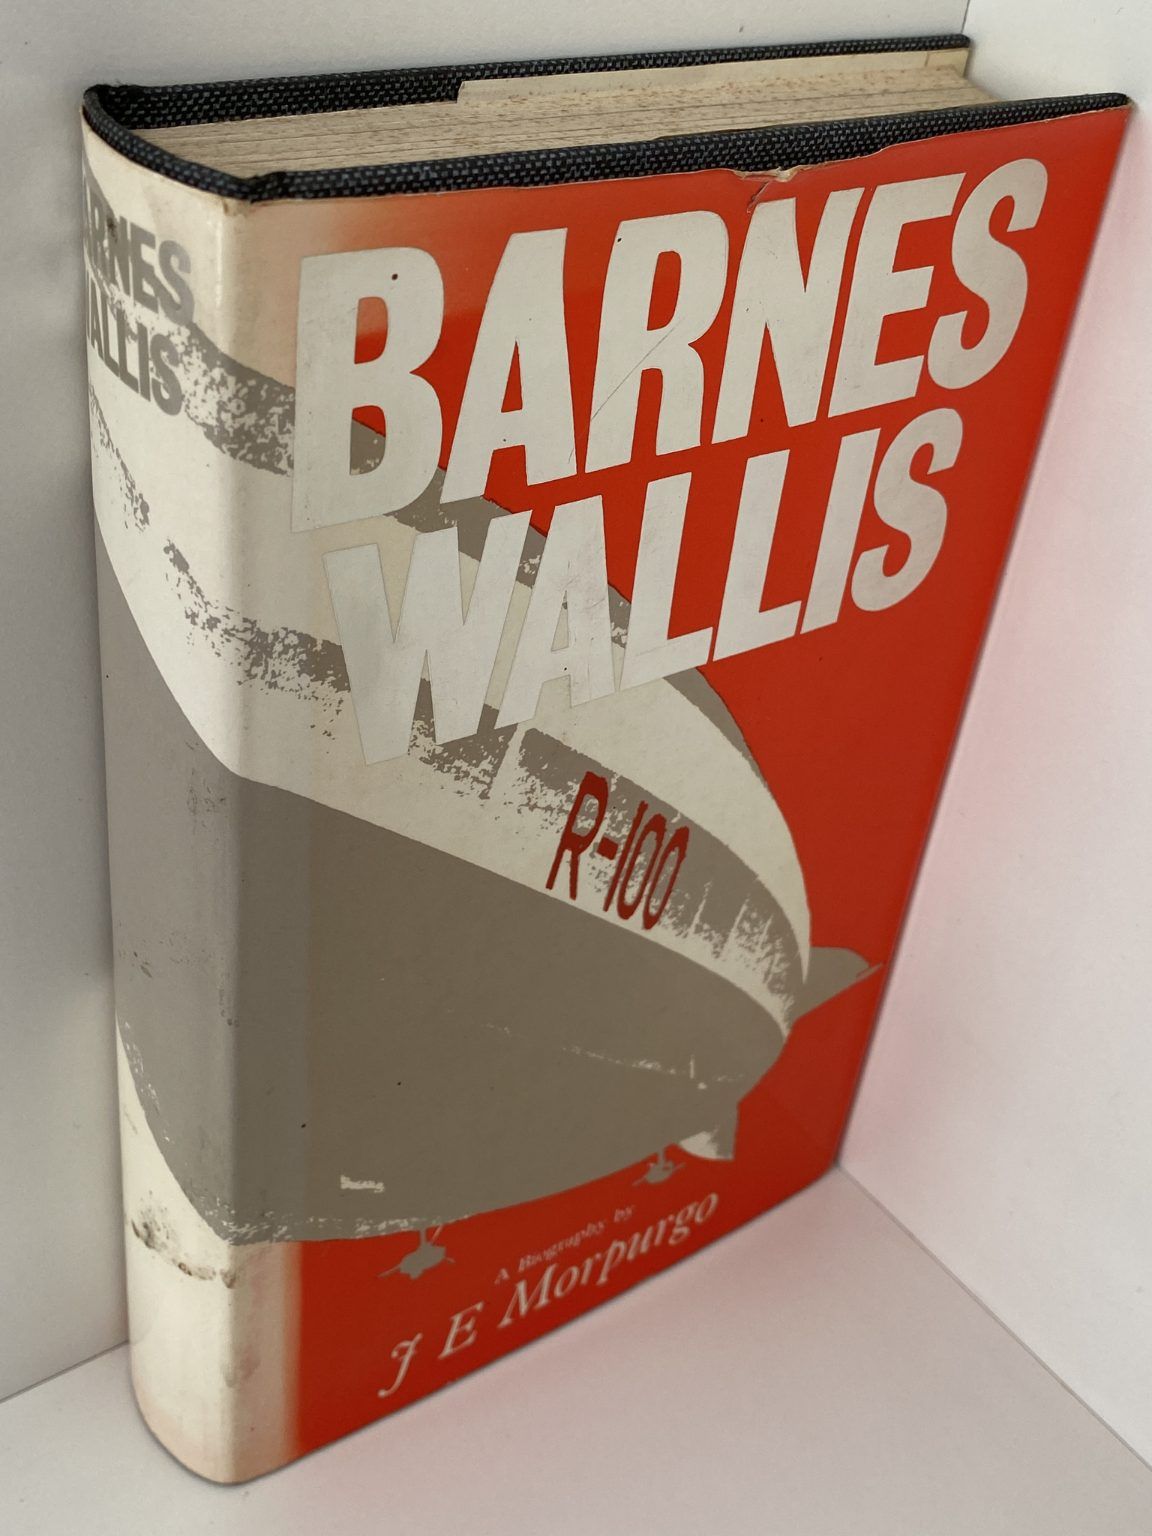 BARNES
WALLIS
BARNES
WALLIS
R-100
A Biography by
J E Morpurgo